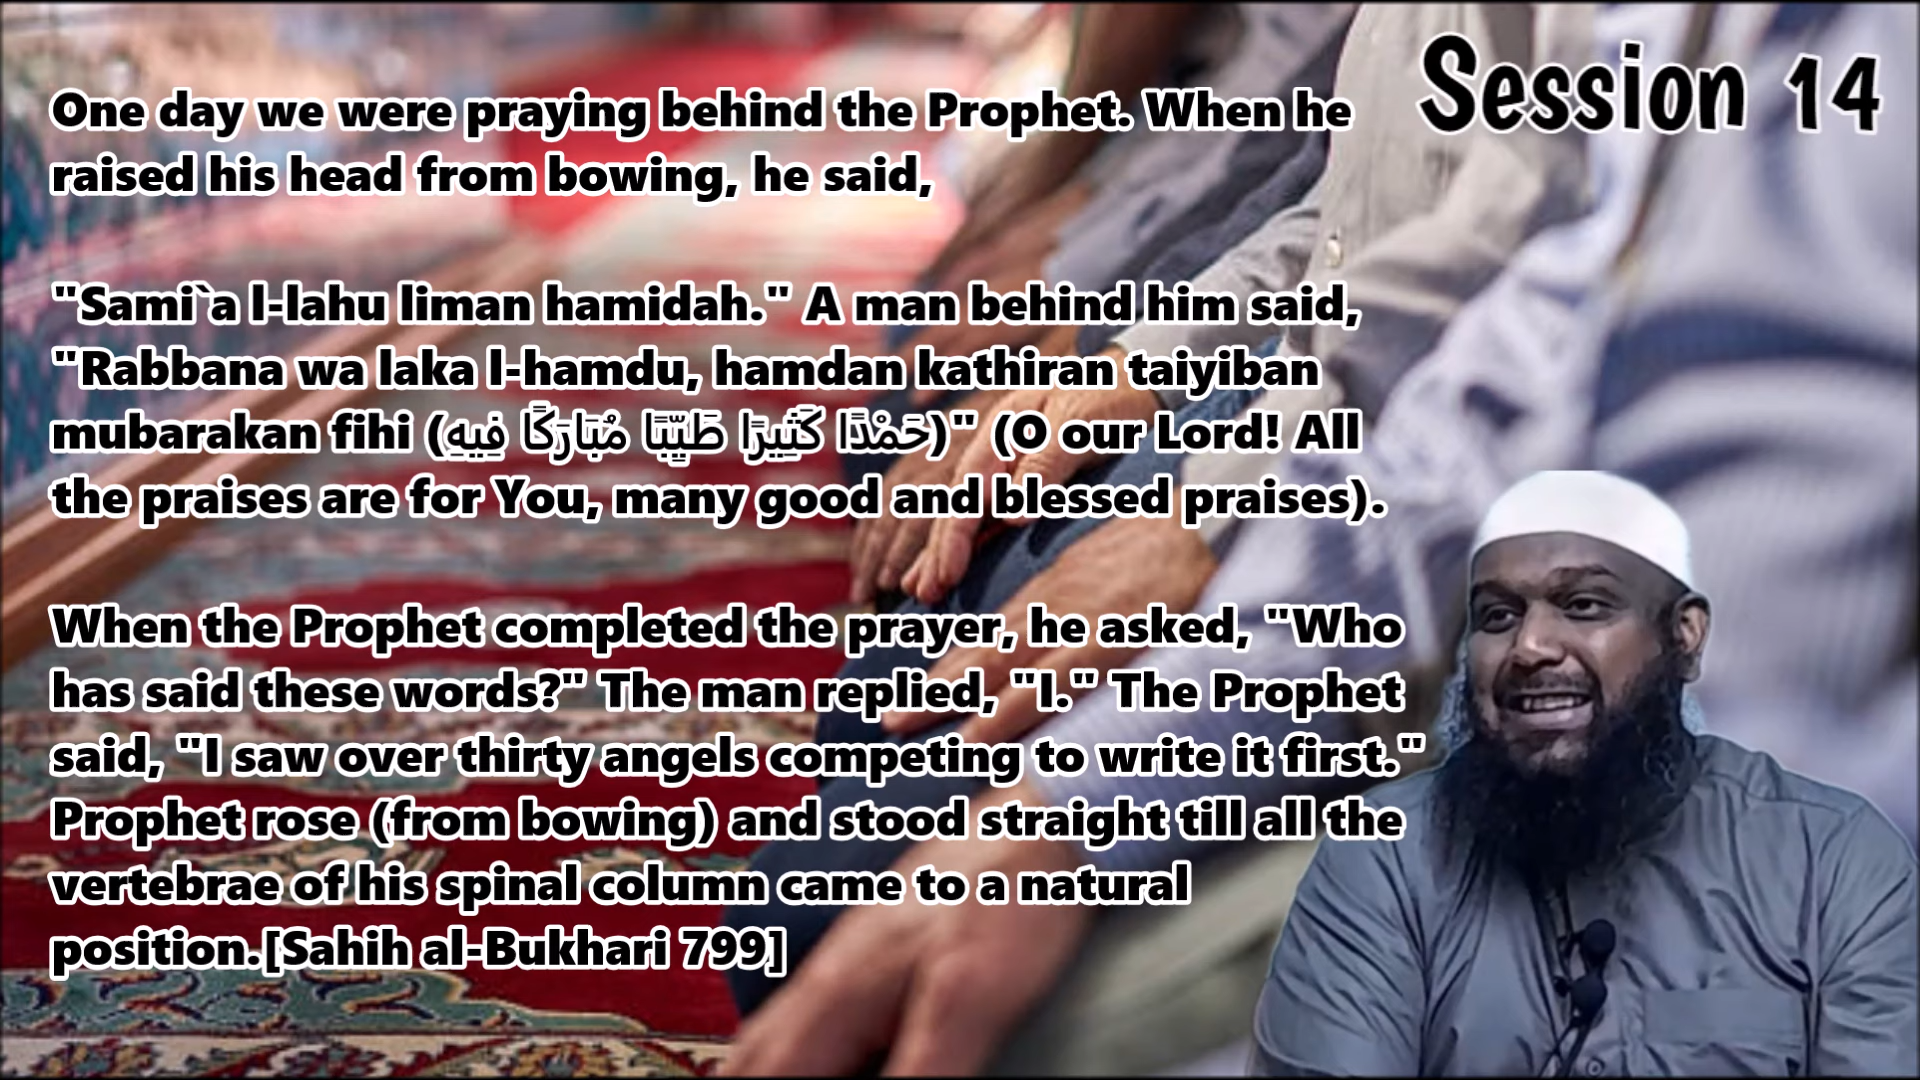 Session 14
One day we were praying behind the Prophet. When he
raised his head from bowing, he said,
"Sami`a l-lahu liman hamidah." A man behind him said,
"Rabbana wa laka l-hamdu, hamdan kathiran taiyiban
mubarakan fihi (حَمْدًا كَثِيرًا طَيِّبًا مُبَارَكًا فِيهِ)" (O our Lord! All
the praises are for You, many good and blessed praises).
When the Prophet completed the prayer, he asked, "Who
has said these words?" The man replied, "I." The Prophet
said, "I saw over thirty angels competing to write it first."
Prophet rose (from bowing) and stood straight till all the
vertebrae of his spinal column came to a natural
position.[Sahih al-Bukhari 799]